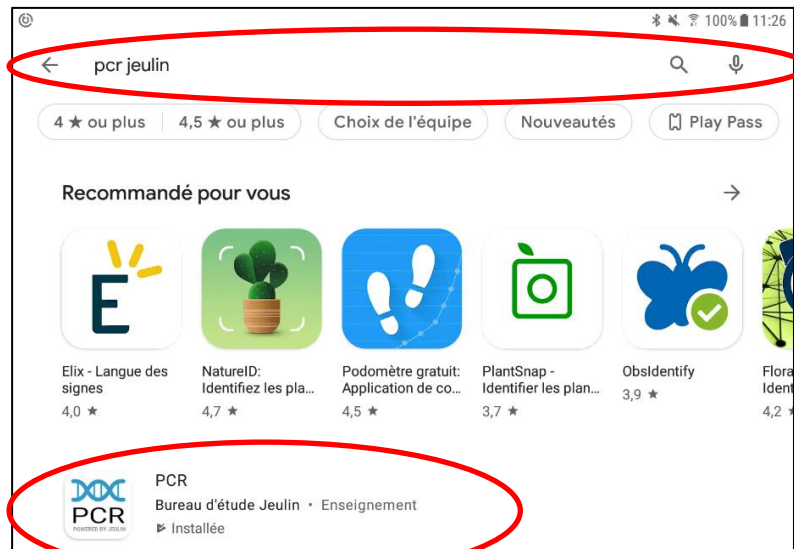 100% 11:26
pcr jeulin
4 ★ ou plus 4,5 ★ ou plus Choix de l'équipe Nouveautés Play Pass
Recommandé pour vous
E
Elix - Langue des signes
4,0 ★
NatureID: Identifiez les pla...
4,7 ★
Podomètre gratuit: Application de co...
4,5 ★
PlantSnap - Identifier les plan...
3,7 ★
ObsIdentify
3,9 ★
Flora
Ident
4,2
PCR
POWERED BY JEULIN
PCR
Bureau d'étude Jeulin • Enseignement
Installée